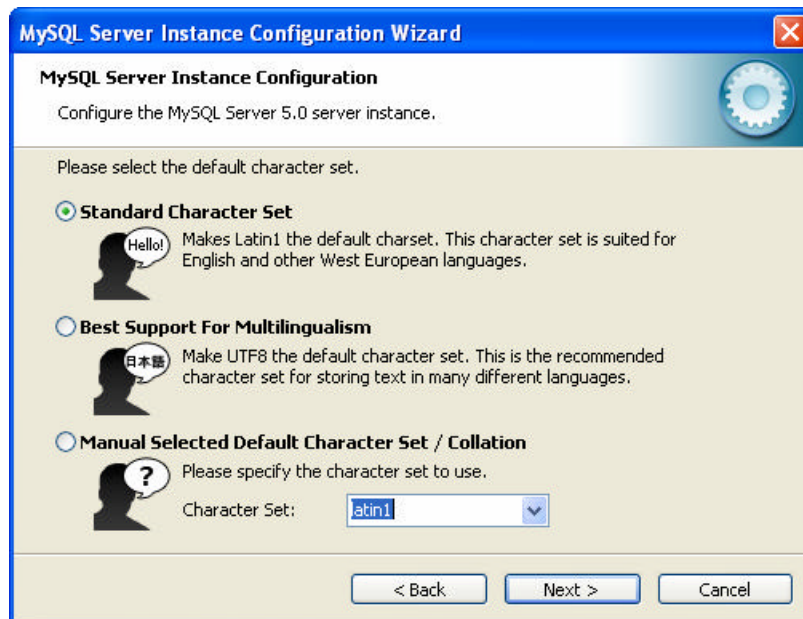 MySQL Server Instance Configuration Wizard
MySQL Server Instance Configuration
Configure the MySQL Server 5.0 server instance.
Please select the default character set.
Standard Character Set
Hello!
Makes Latin1 the default charset. This character set is suited for
English and other West European languages.
Best Support For Multilingualism
日本語
Make UTF8 the default character set. This is the recommended
character set for storing text in many different languages.
Manual Selected Default Character Set / Collation
?
Please specify the character set to use.
Character Set: latin1
< Back Next > Cancel